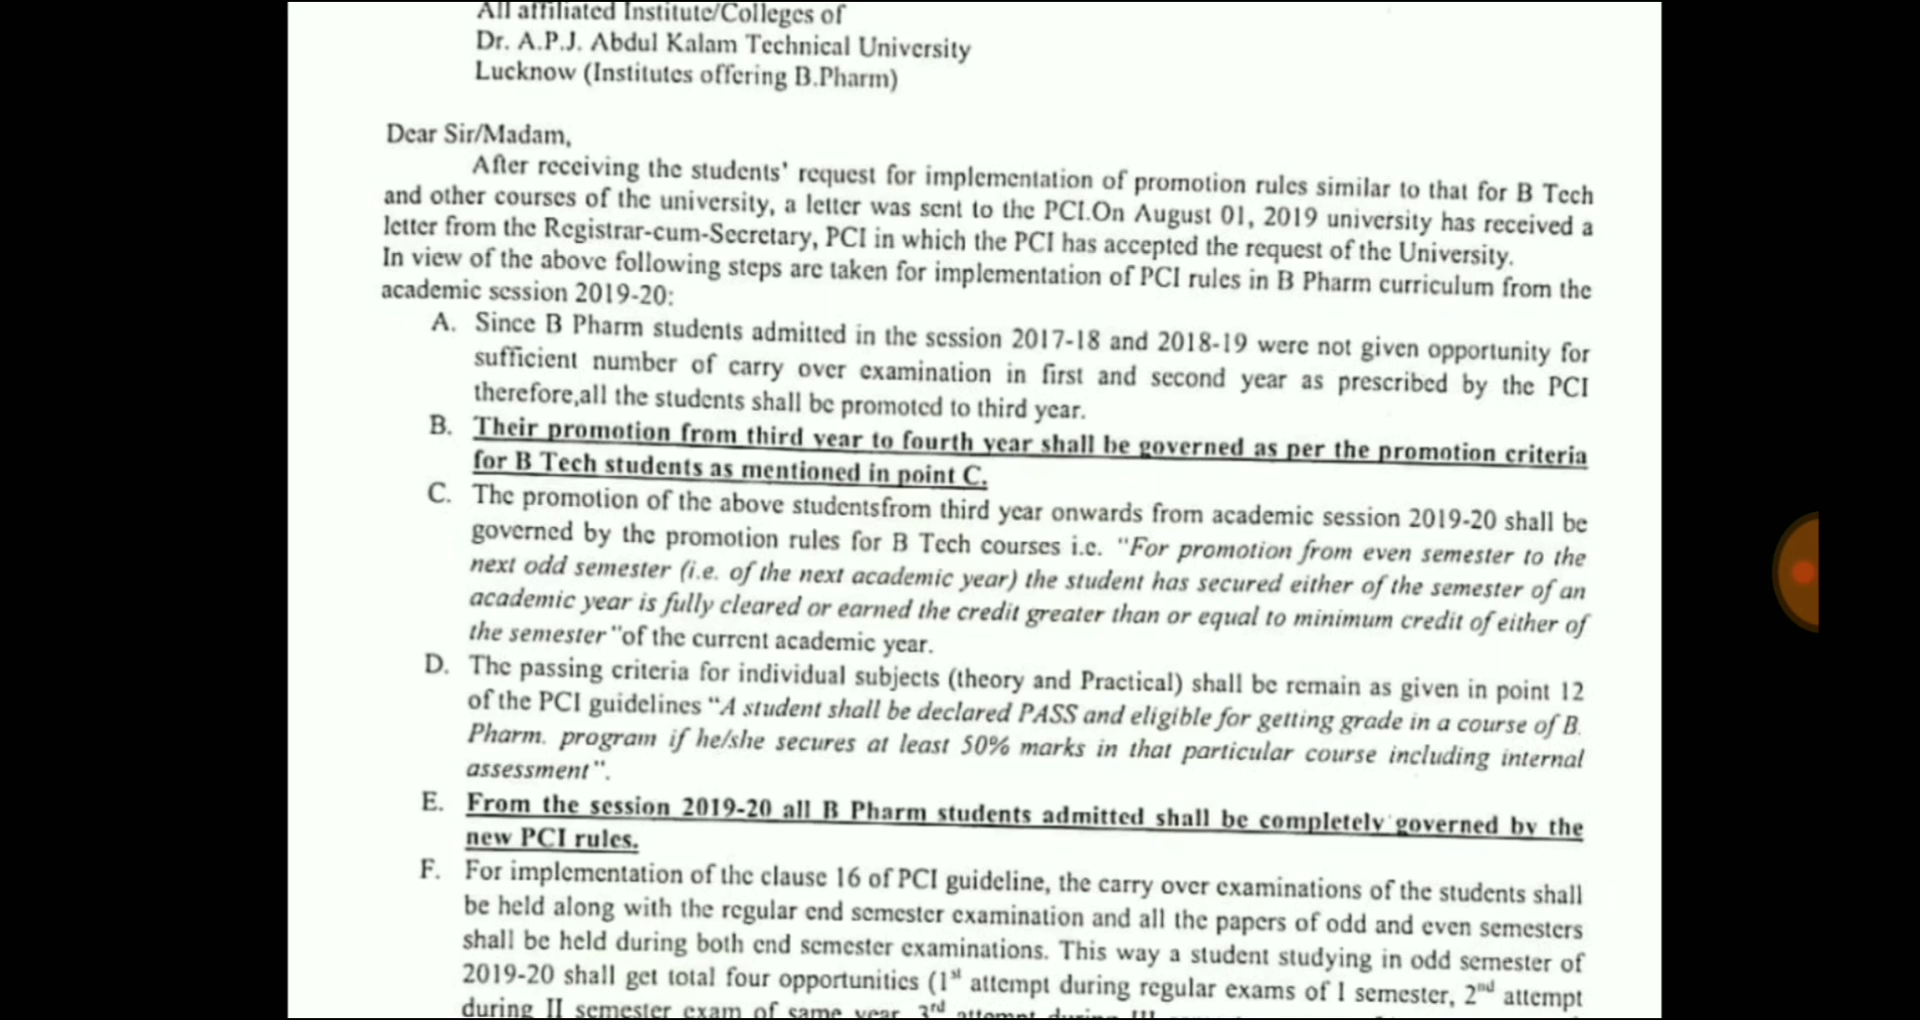 All affiliated Institute/Colleges of
Dr. A.P.J. Abdul Kalam Technical University
Lucknow (Institutes offering B.Pharm)
Dear Sir/Madam,
After receiving the students' request for implementation of promotion rules similar to that for B Tech
and other courses of the university, a letter was sent to the PCI.On August 01, 2019 university has received a
letter from the Registrar-cum-Secretary, PCI in which the PCI has accepted the request of the University.
In view of the above following steps are taken for implementation of PCI rules in B Pharm curriculum from the
academic session 2019-20:
A. Since B Pharm students admitted in the session 2017-18 and 2018-19 were not given opportunity for
sufficient number of carry over examination in first and second year as prescribed by the PCI
therefore,all the students shall be promoted to third year.
B. Their promotion from third year to fourth year shall be governed as per the promotion criteria
for B Tech students as mentioned in point C.
C. The promotion of the above studentsfrom third year onwards from academic session 2019-20 shall be
governed by the promotion rules for B Tech courses i.e. "For promotion from even semester to the
next odd semester (i.e. of the next academic year) the student has secured either of the semester of an
academic year is fully cleared or earned the credit greater than or equal to minimum credit of either of
the semester"of the current academic year.
D. The passing criteria for individual subjects (theory and Practical) shall be remain as given in point 12
of the PCI guidelines "A student shall be declared PASS and eligible for getting grade in a course of B.
Pharm. program if he/she secures at least 50% marks in that particular course including internal
assessment".
E. From the session 2019-20 all B Pharm students admitted shall be completely governed by the
new PCI rules.
F. For implementation of the clause 16 of PCI guideline, the carry over examinations of the students shall
be held along with the regular end semester examination and all the papers of odd and even semesters
shall be held during both end semester examinations. This way a student studying in odd semester of
2019-20 shall get total four opportunities (1st attempt during regular exams of I semester, 2nd attempt
during II semester exam of same year, 3rd attempt during III